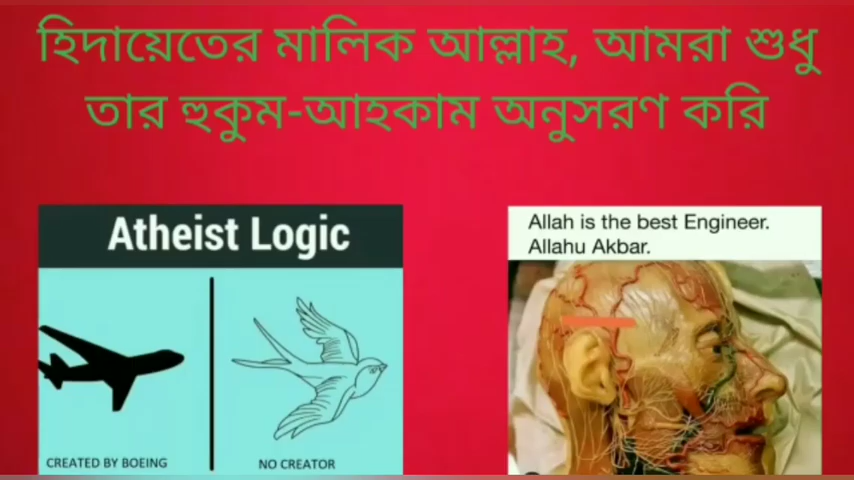 হিদায়েতের মালিক আল্লাহ, আমরা শুধু
তার হুকুম-আহকাম অনুসরণ করি
Atheist Logic
CREATED BY BOEING
NO CREATOR
Allah is the best Engineer.
Allahu Akbar.